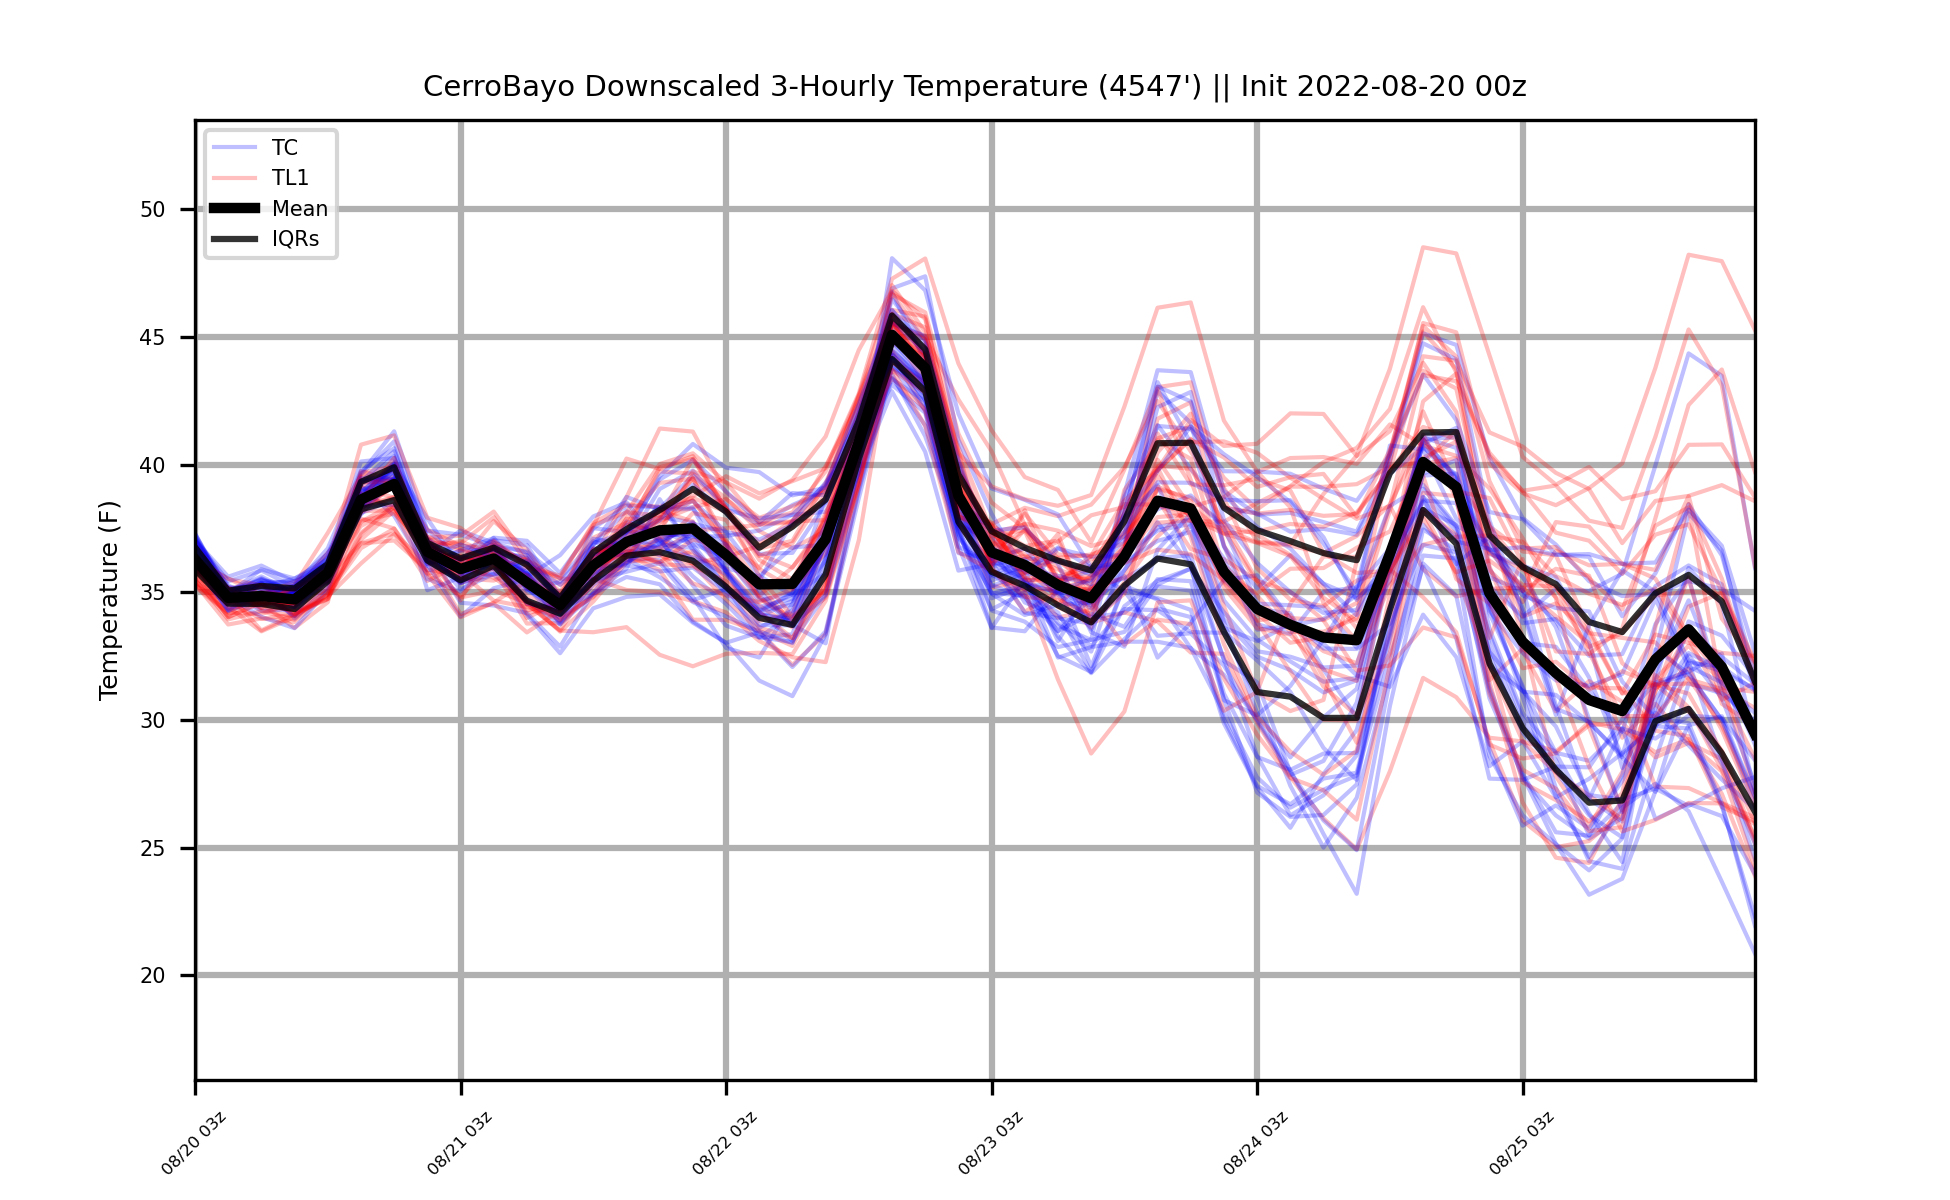 CerroBayo Downscaled 3-Hourly Temperature (4547') || Init 2022-08-20 00z
TC
TL1
Mean
IQRs
Temperature (F)
50
45
40
35
30
25
20
08/20 03z
08/21 03z
08/22 03z
08/23 03z
08/24 03z
08/25 03z